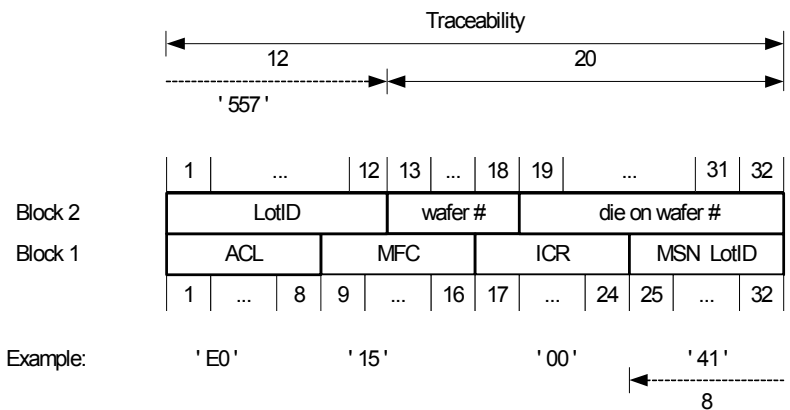 Traceability
12 20
' 557 '
1 ... 12 13 ... 18 19 ... 31 32
Block 2 LotID wafer # die on wafer #
Block 1 ACL MFC ICR MSN LotID
1 ... 8 9 ... 16 17 ... 24 25 ... 32
Example: ' E0 ' ' 15 ' ' 00 ' ' 41 '
8